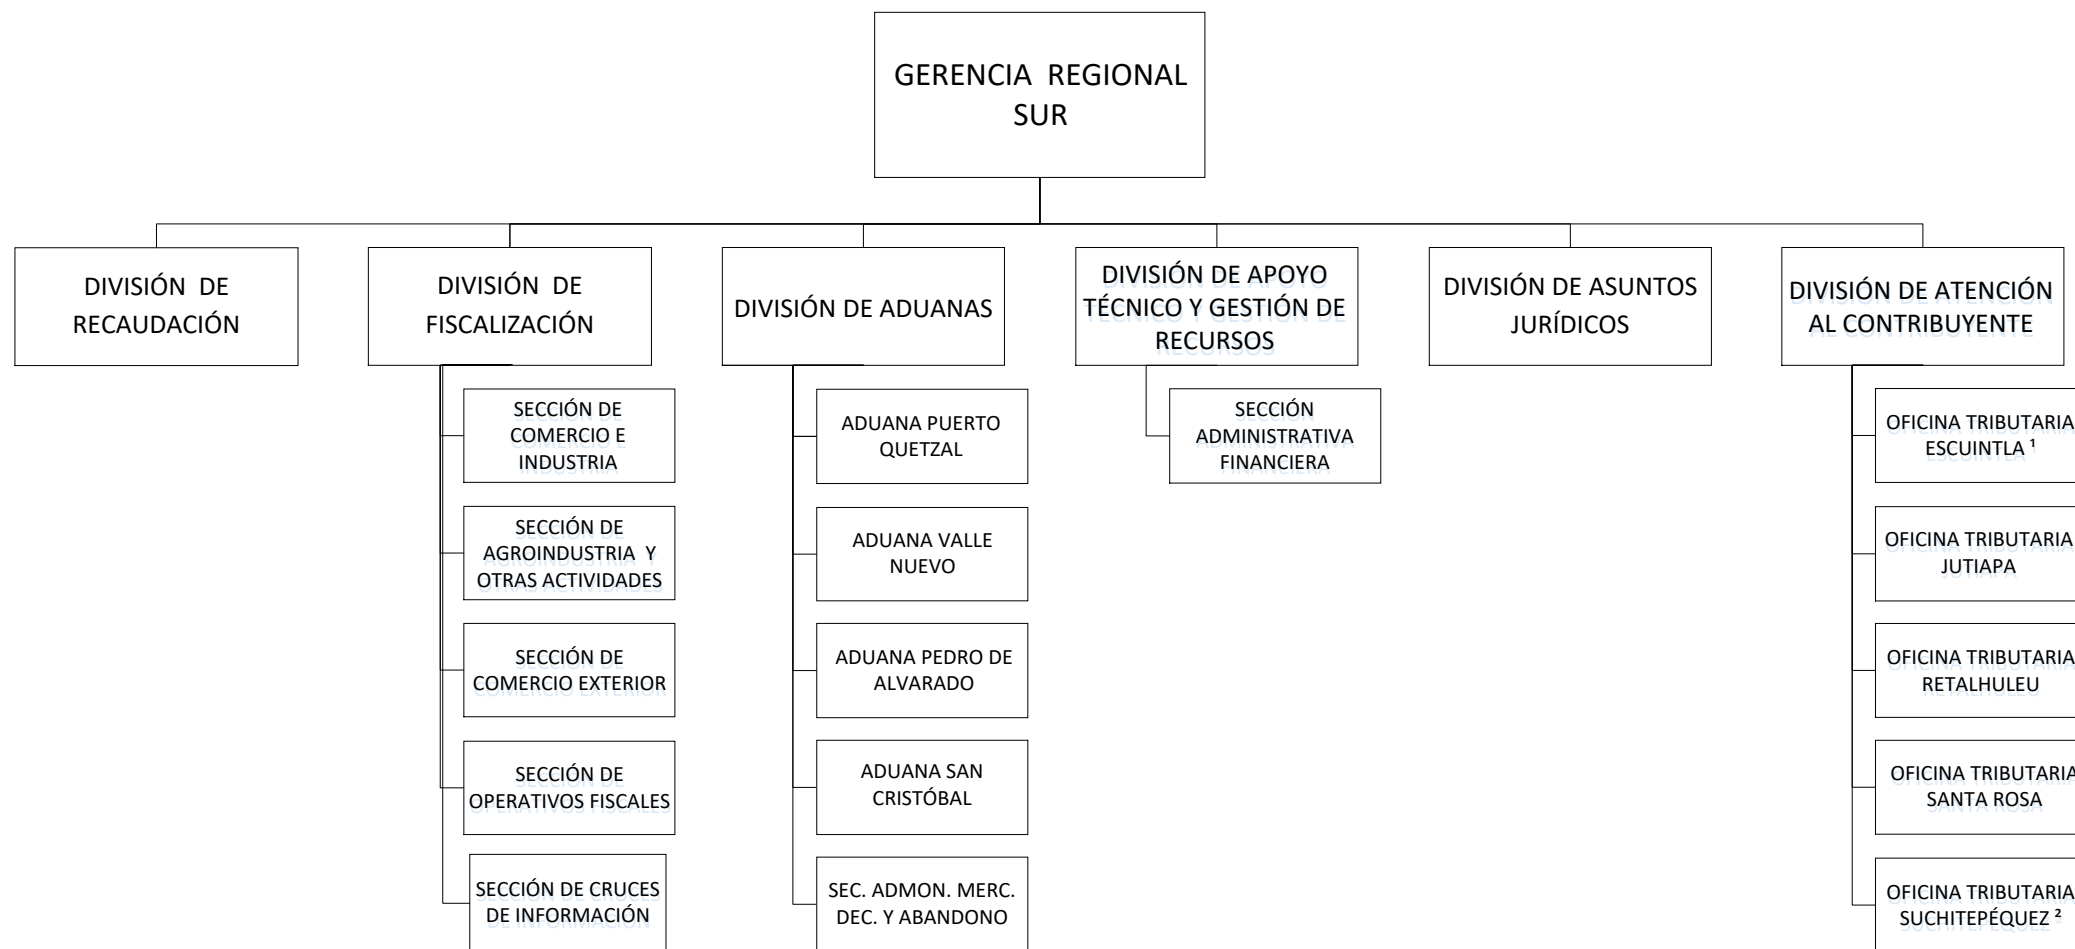 GERENCIA REGIONAL
SUR
DIVISIÓN DE
RECAUDACIÓN
DIVISIÓN DE
FISCALIZACIÓN
DIVISIÓN DE ADUANAS
DIVISIÓN DE APOYO
TÉCNICO Y GESTIÓN DE
RECURSOS
DIVISIÓN DE ASUNTOS
JURÍDICOS
DIVISIÓN DE ATENCIÓN
AL CONTRIBUYENTE
SECCIÓN DE
COMERCIO E
INDUSTRIA
SECCIÓN DE
AGROINDUSTRIA Y
OTRAS ACTIVIDADES
SECCIÓN DE
COMERCIO EXTERIOR
SECCIÓN DE
OPERATIVOS FISCALES
SECCIÓN DE CRUCES
DE INFORMACIÓN
ADUANA PUERTO
QUETZAL
ADUANA VALLE
NUEVO
ADUANA PEDRO DE
ALVARADO
ADUANA SAN
CRISTÓBAL
SEC. ADMON. MERC.
DEC. Y ABANDONO
SECCIÓN
ADMINISTRATIVA
FINANCIERA
OFICINA TRIBUTARIA
ESCUINTLA ¹
OFICINA TRIBUTARIA
JUTIAPA
OFICINA TRIBUTARIA
RETALHULEU
OFICINA TRIBUTARIA
SANTA ROSA
OFICINA TRIBUTARIA
SUCHITEPÉQUEZ ²